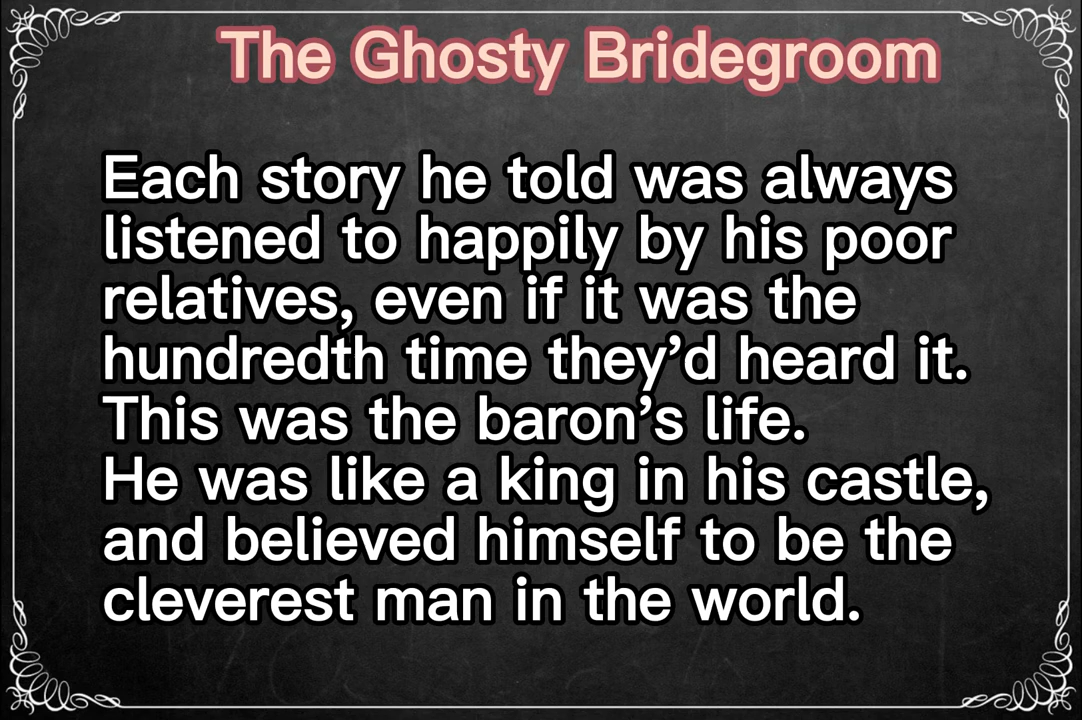 The Ghosty Bridegroom
Each story he told was always
listened to happily by his poor
relatives, even if it was the
hundredth time they’d heard it.
This was the baron’s life.
He was like a king in his castle,
and believed himself to be the
cleverest man in the world.